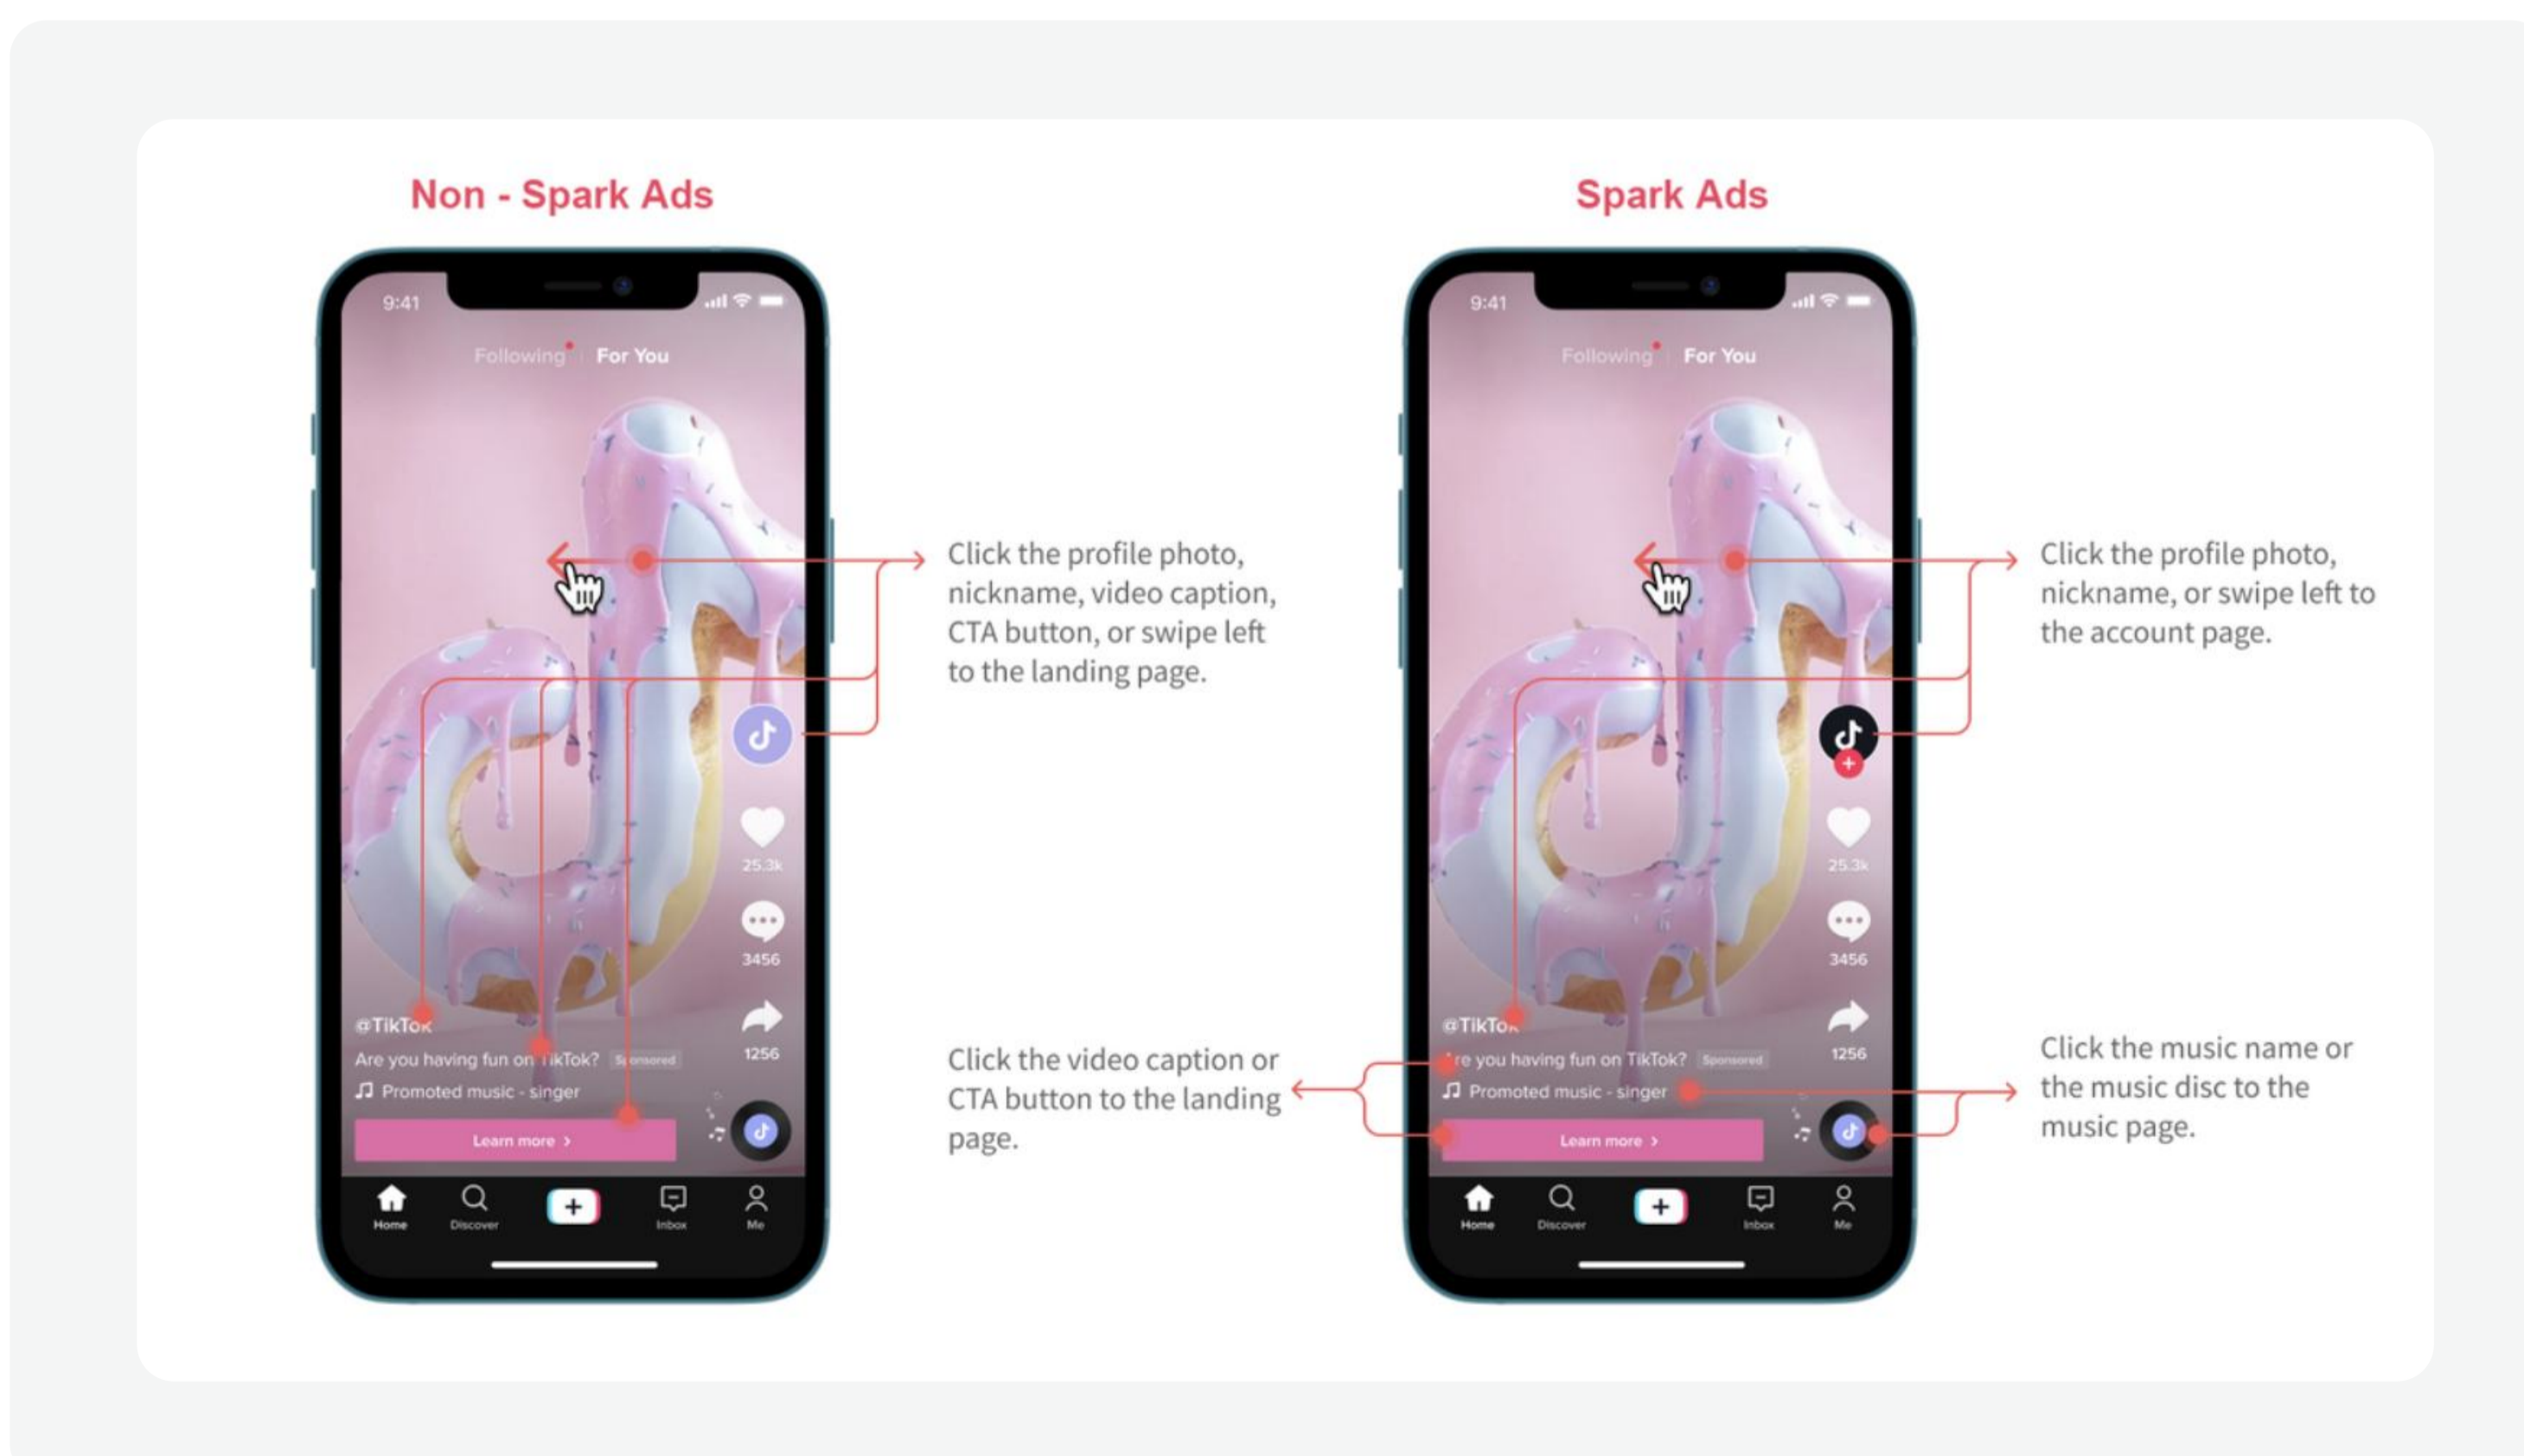 Non - Spark Ads
9:41
Following For You
@TikTok
Are you having fun on TikTok? Sponsored
Promoted music - singer
Learn more >
25.3k
3456
1256
Home Discover Inbox Me
Click the profile photo,
nickname, video caption,
CTA button, or swipe left
to the landing page.
Spark Ads
9:41
Following For You
@TikTok
Are you having fun on TikTok? Sponsored
Promoted music - singer
Learn more >
25.3k
3456
1256
Home Discover Inbox Me
Click the profile photo,
nickname, or swipe left to
the account page.
Click the video caption or
CTA button to the landing
page.
Click the music name or
the music disc to the
music page.